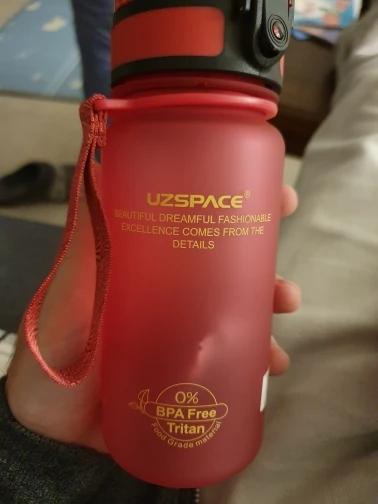 UZSPACE®
BEAUTIFUL DREAMFUL FASHIONABLE
EXCELLENCE COMES FROM THE
DETAILS
0%
BPA Free
Tritan
Food Grade material